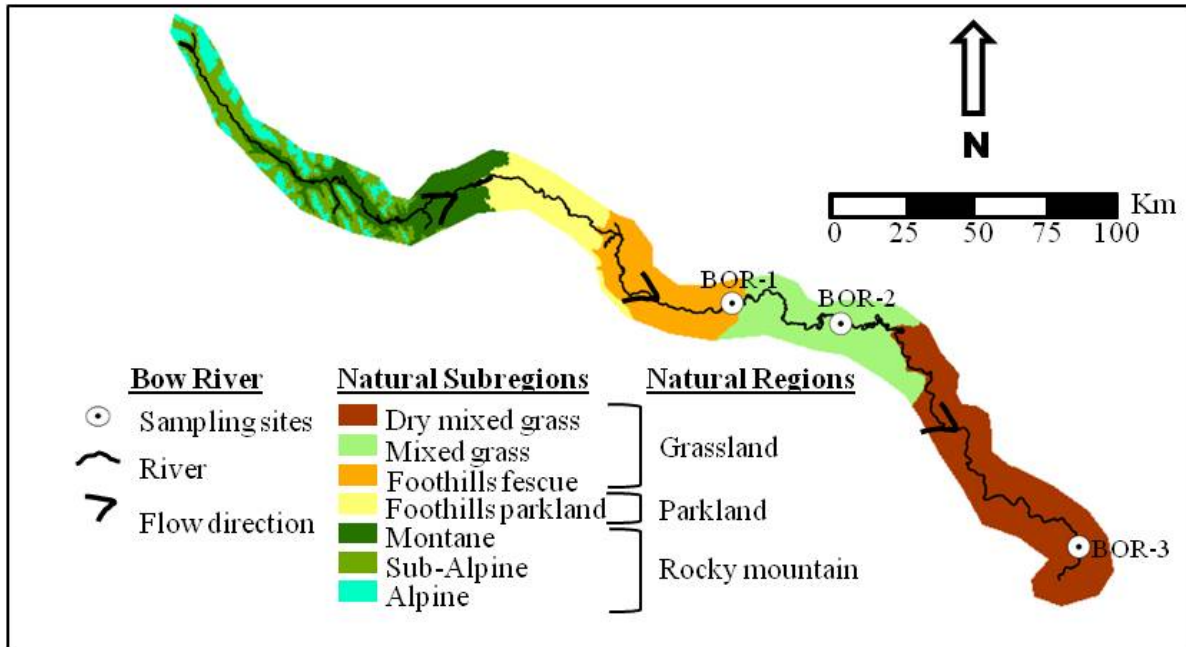 N
Km
0 25 50 75 100
BOR-1
BOR-2
BOR-3
Bow River
Sampling sites
River
Flow direction
Natural Subregions
Dry mixed grass
Mixed grass
Foothills fescue
Foothills parkland
Montane
Sub-Alpine
Alpine
Natural Regions
Grassland
Parkland
Rocky mountain